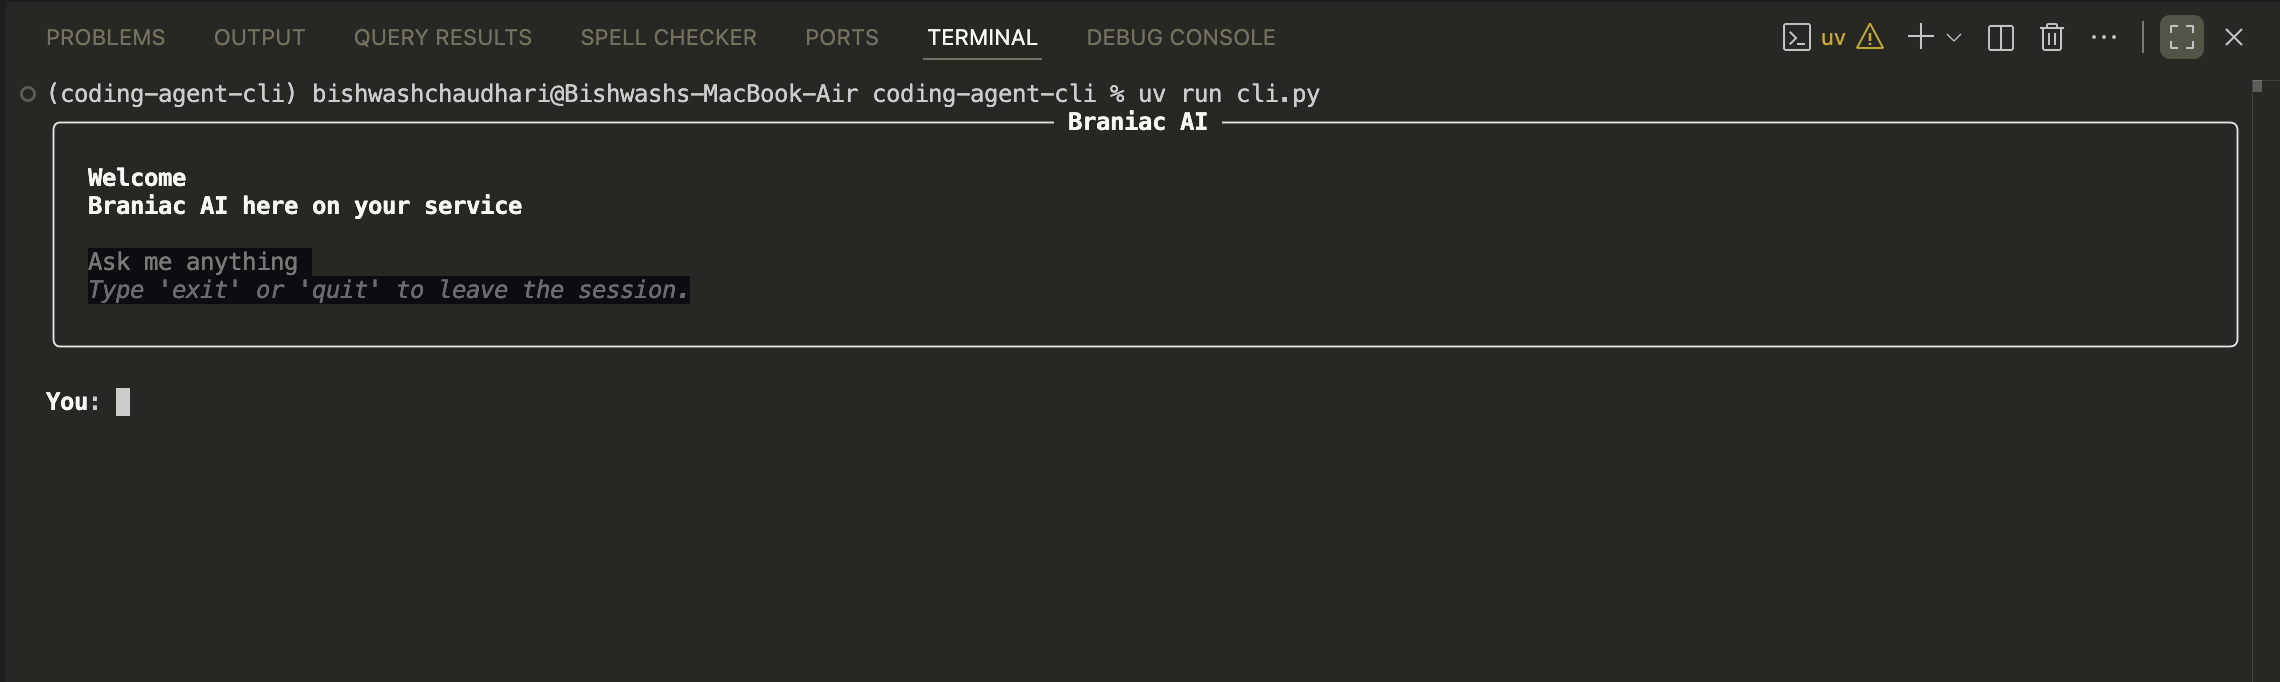 PROBLEMS OUTPUT QUERY RESULTS SPELL CHECKER PORTS TERMINAL DEBUG CONSOLE uv
(coding-agent-cli) bishwashchaudhari@Bishwashs-MacBook-Air coding-agent-cli % uv run cli.py
Braniac AI
Welcome
Braniac AI here on your service
Ask me anything
Type 'exit' or 'quit' to leave the session.
You: